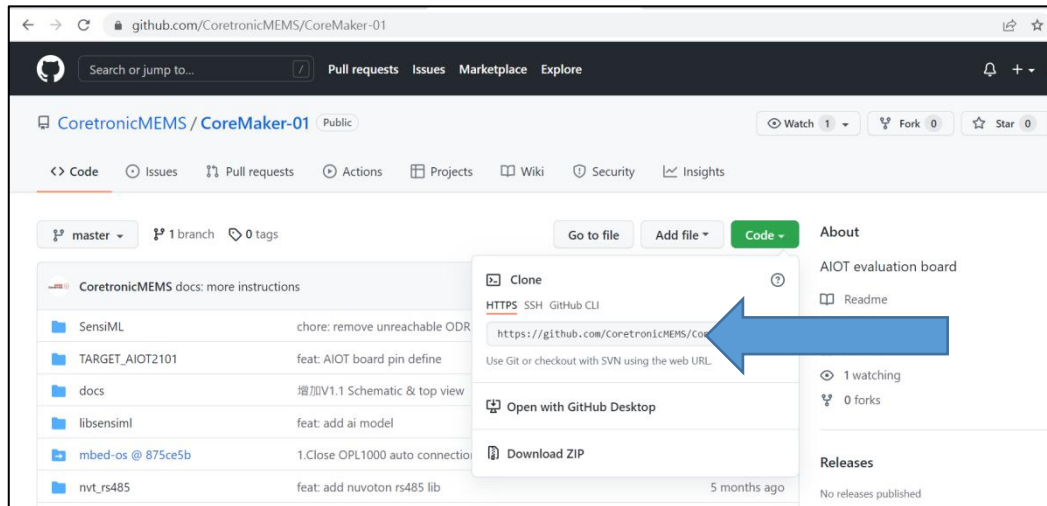 github.com/CoretronicMEMS/CoreMaker-01
Search or jump to... / Pull requests Issues Marketplace Explore
CoretronicMEMS / CoreMaker-01 Public
Watch 1 Fork 0 Star 0
Code Issues Pull requests Actions Projects Wiki Security Insights
master 1 branch 0 tags Go to file Add file Code
About
AIOT evaluation board
Readme
1 watching
0 forks
Releases
No releases published
CoretronicMEMS docs: more instructions
SensiML chore: remove unreachable ODR
TARGET_AIOT2101 feat: AIOT board pin define
docs 增加V1.1 Schematic & top view
libsensiml feat: add ai model
mbed-os @ 875ce5b 1.Close OPL1000 auto connection
nvt_rs485 feat: add nuvoton rs485 lib 5 months ago
Clone
HTTPS SSH GitHub CLI
https://github.com/CoretronicMEMS/Cor
Use Git or checkout with SVN using the web URL.
Open with GitHub Desktop
Download ZIP